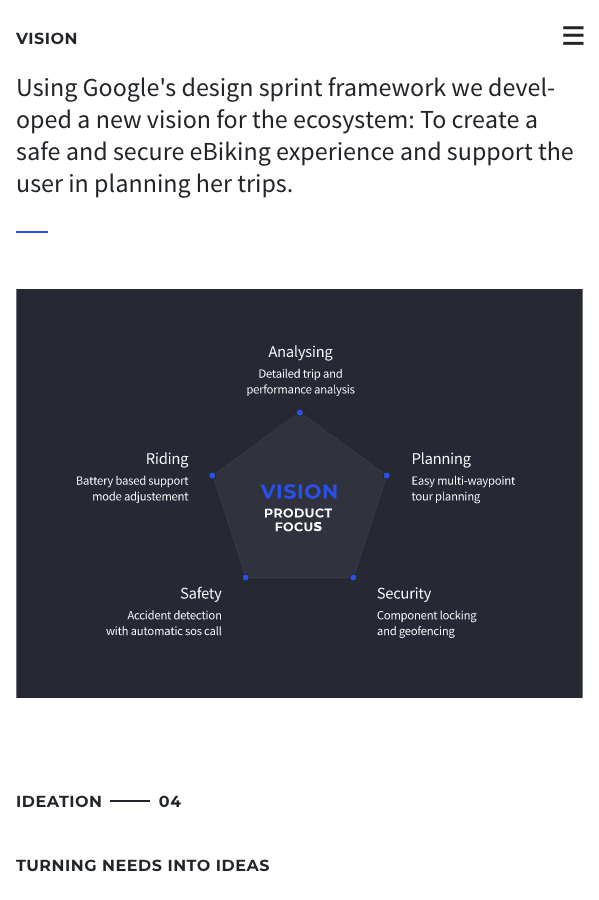 VISION
Using Google's design sprint framework we devel-
oped a new vision for the ecosystem: To create a
safe and secure eBiking experience and support the
user in planning her trips.
Analysing
Detailed trip and
performance analysis
Riding
Battery based support
mode adjustement
Planning
Easy multi-waypoint
tour planning
VISION
PRODUCT
FOCUS
Safety
Accident detection
with automatic sos call
Security
Component locking
and geofencing
IDEATION 04
TURNING NEEDS INTO IDEAS